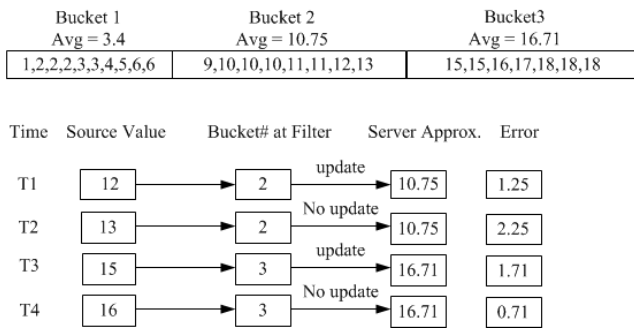 Bucket 1 Bucket 2 Bucket3
Avg = 3.4 Avg = 10.75 Avg = 16.71
1,2,2,2,3,3,4,5,6,6 9,10,10,10,11,11,12,13 15,15,16,17,18,18,18
Time Source Value Bucket# at Filter Server Approx. Error
update
T1 12 2 10.75 1.25
No update
T2 13 2 10.75 2.25
update
T3 15 3 16.71 1.71
No update
T4 16 3 16.71 0.71